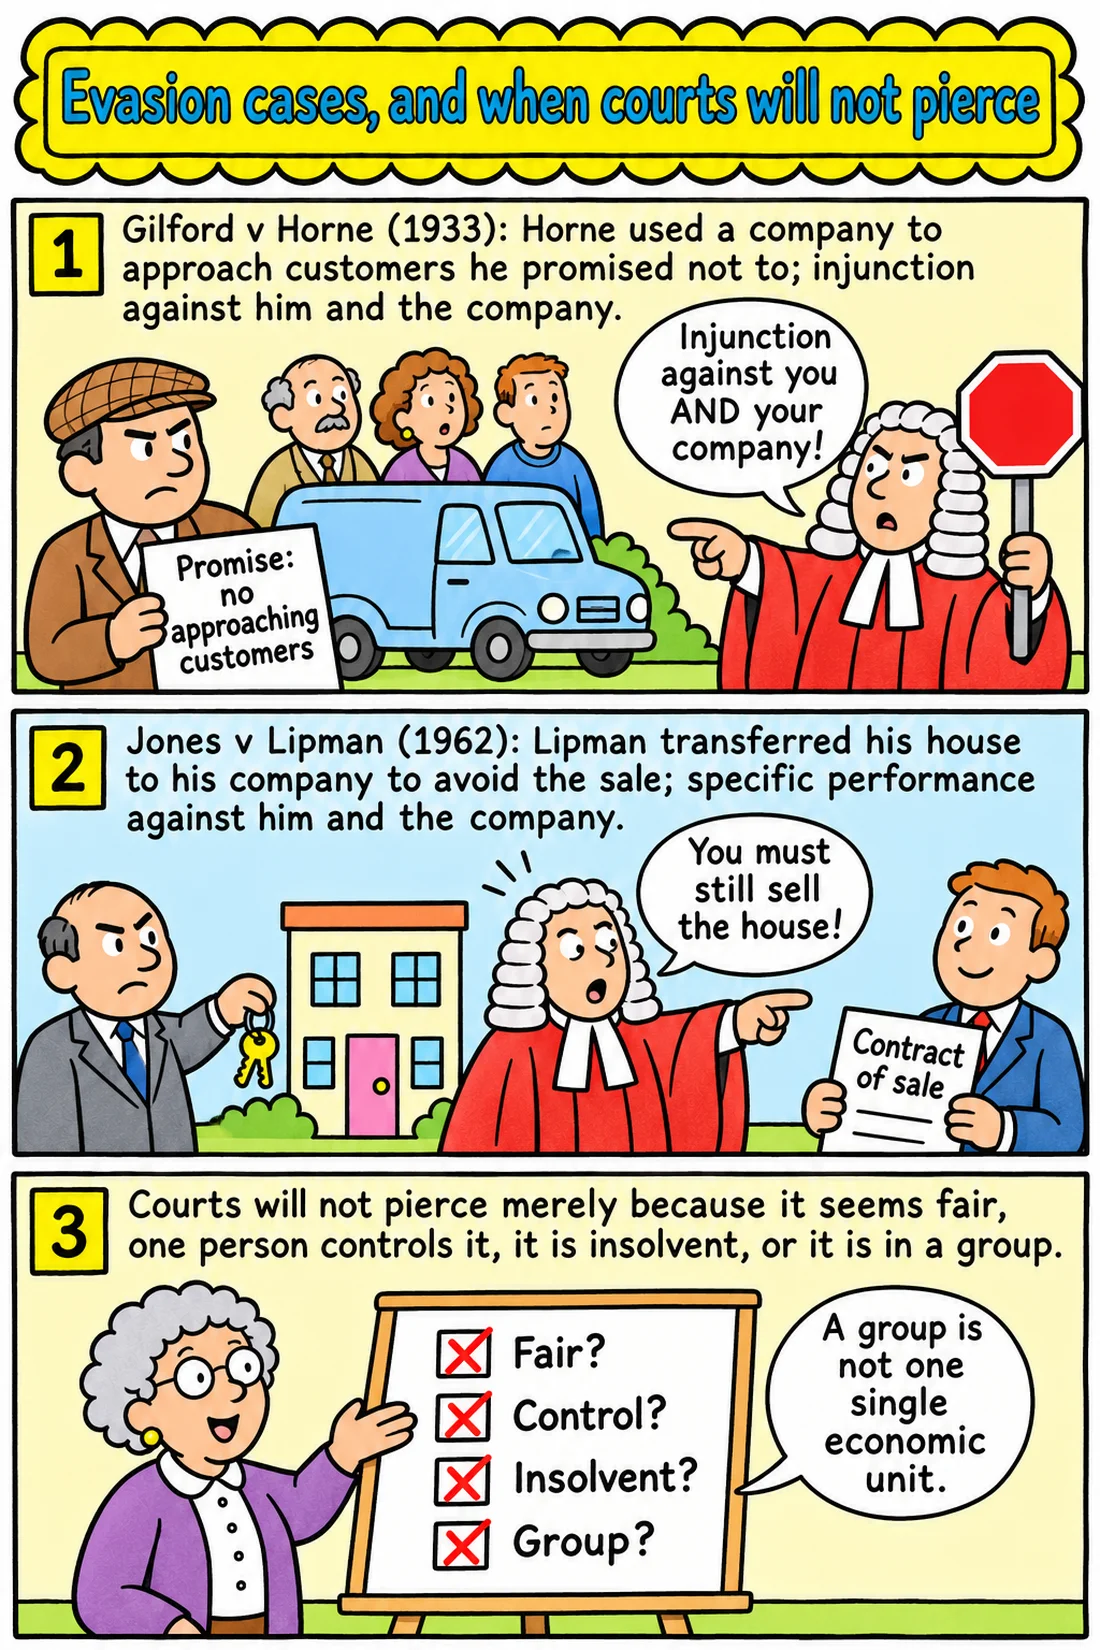 Evasion cases, and when courts will not pierce
1
Gilford v Horne (1933): Horne used a company to
approach customers he promised not to; injunction
against him and the company.
Injunction
against you
AND your
company!
Promise:
no
approaching
customers
2
Jones v Lipman (1962): Lipman transferred his house
to his company to avoid the sale; specific performance
against him and the company.
You must
still sell
the house!
Contract
of sale
3
Courts will not pierce merely because it seems fair,
one person controls it, it is insolvent, or it is in a group.
Fair?
Control?
Insolvent?
Group?
A group is
not one
single
economic
unit.